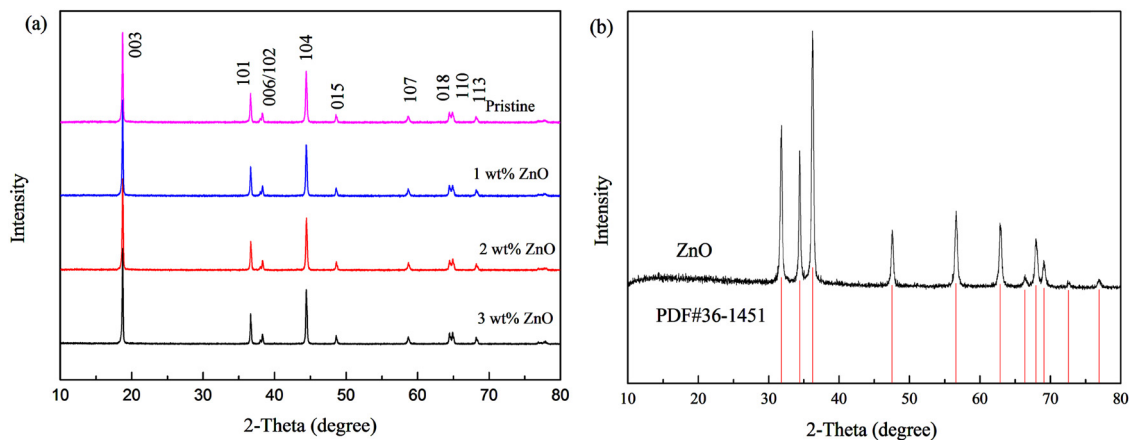 (a)
003
101
006/102
104
015
107
018
110
113
Pristine
1 wt% ZnO
2 wt% ZnO
3 wt% ZnO
Intensity
10 20 30 40 50 60 70 80
2-Theta (degree)
(b)
ZnO
PDF#36-1451
Intensity
10 20 30 40 50 60 70 80
2-Theta (degree)